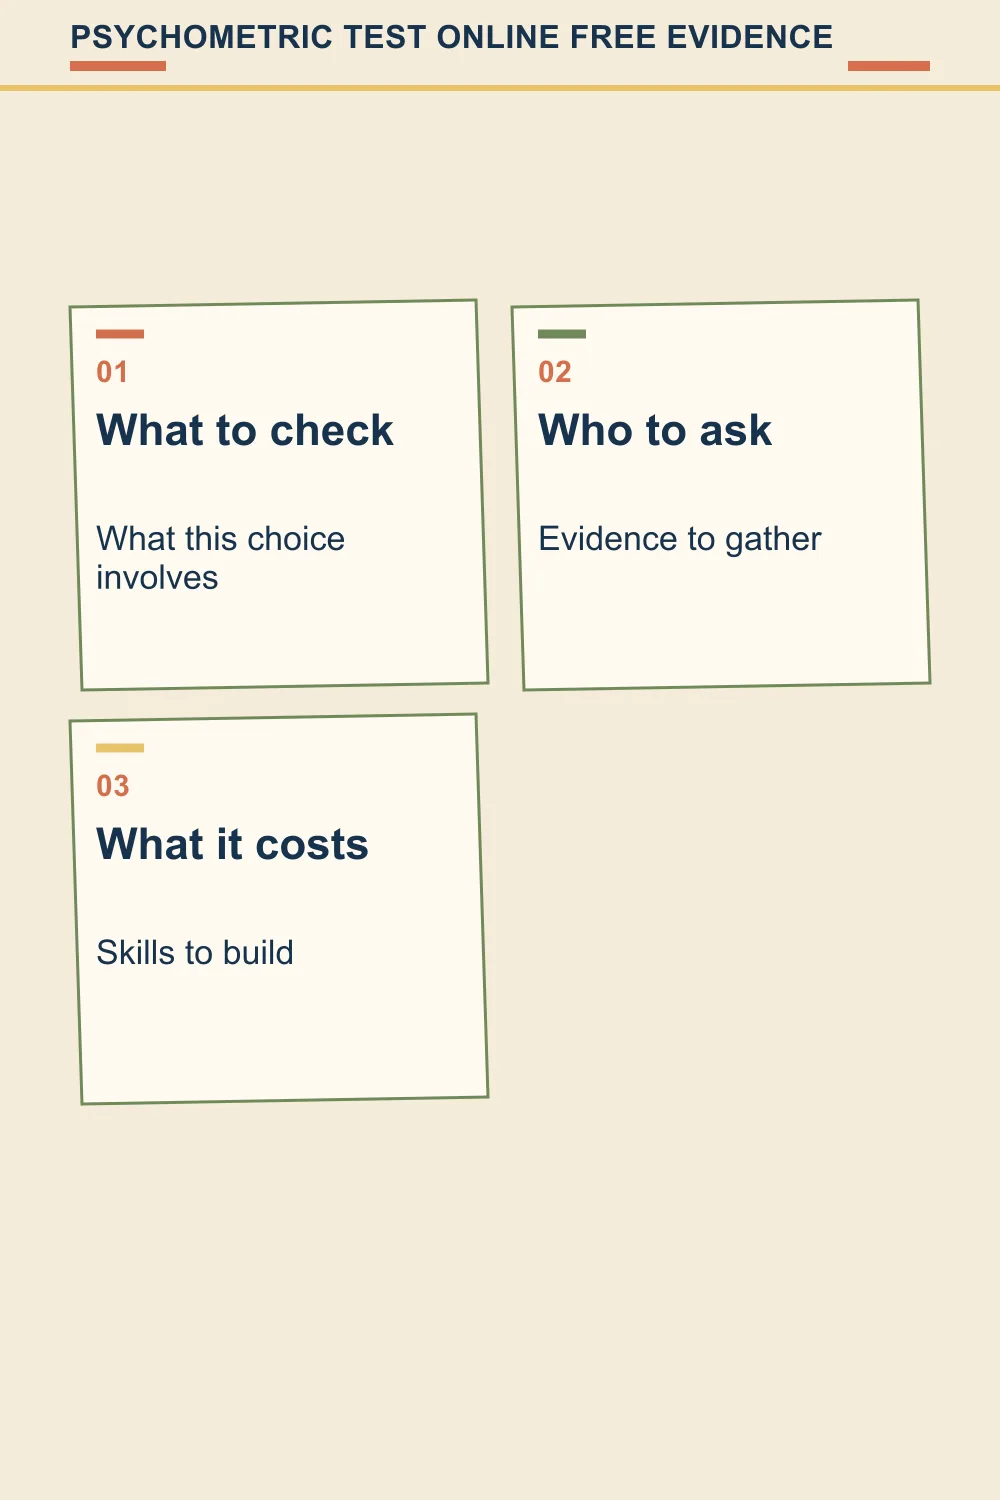 PSYCHOMETRIC TEST ONLINE FREE EVIDENCE
01
What to check
What this choice
involves
02
Who to ask
Evidence to gather
03
What it costs
Skills to build